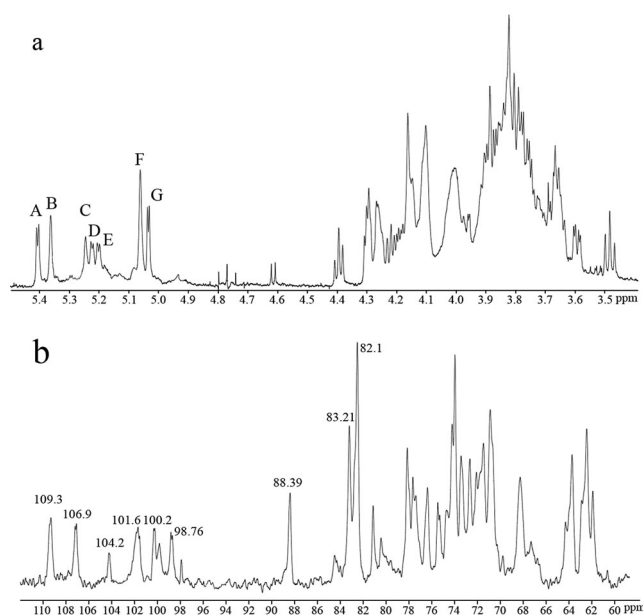 a
A
B
C
D
E
F
G
5.4 5.3 5.2 5.1 5.0 4.9 4.8 4.7 4.6 4.5 4.4 4.3 4.2 4.1 4.0 3.9 3.8 3.7 3.6 3.5 ppm
b
109.3
106.9
104.2
101.6
100.2
98.76
88.39
83.21
82.1
110 108 106 104 102 100 98 96 94 92 90 88 86 84 82 80 78 76 74 72 70 68 66 64 62 60 ppm